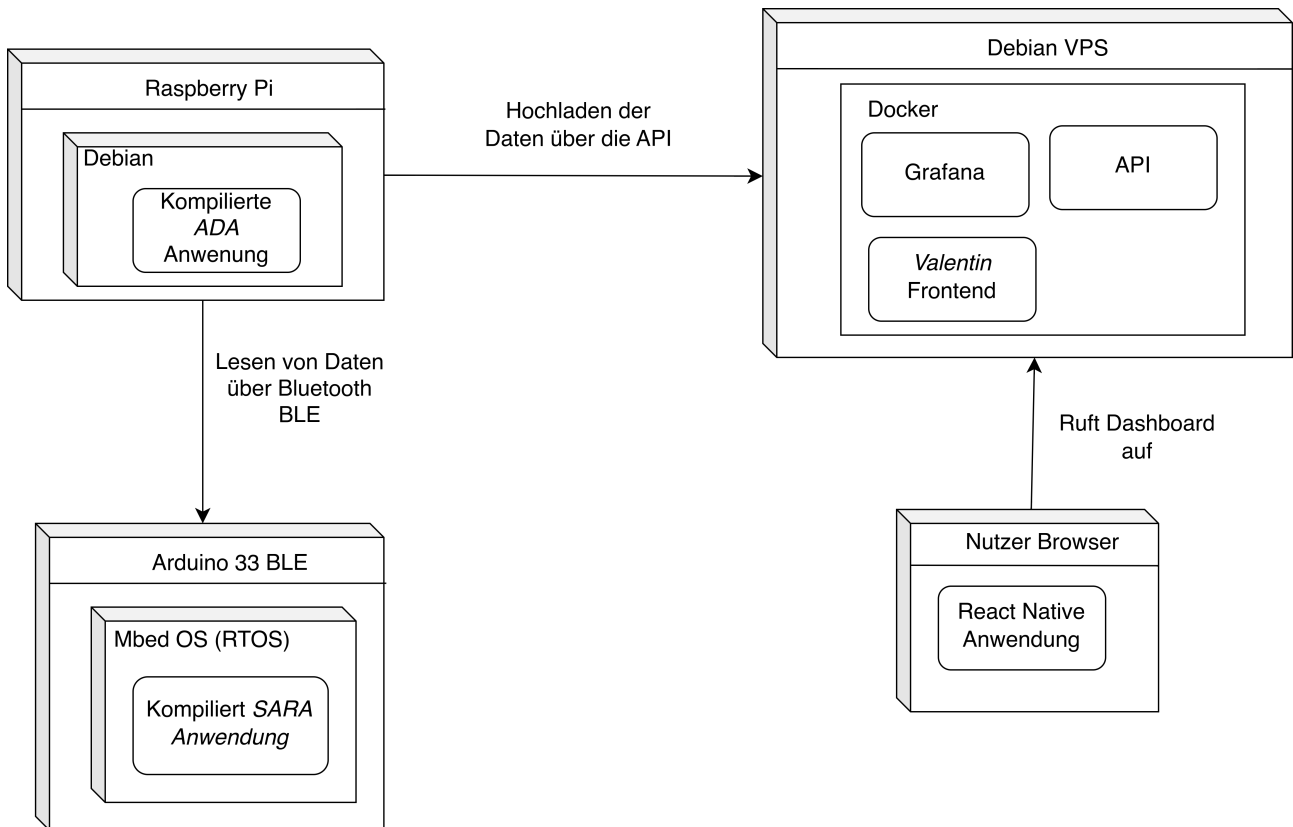 Raspberry Pi
Debian
Kompilierte
ADA
Anwenung
Hochladen der
Daten über die API
Debian VPS
Docker
Grafana
API
Valentin
Frontend
Lesen von Daten
über Bluetooth
BLE
Ruft Dashboard
auf
Arduino 33 BLE
Mbed OS (RTOS)
Kompiliert SARA
Anwendung
Nutzer Browser
React Native
Anwendung